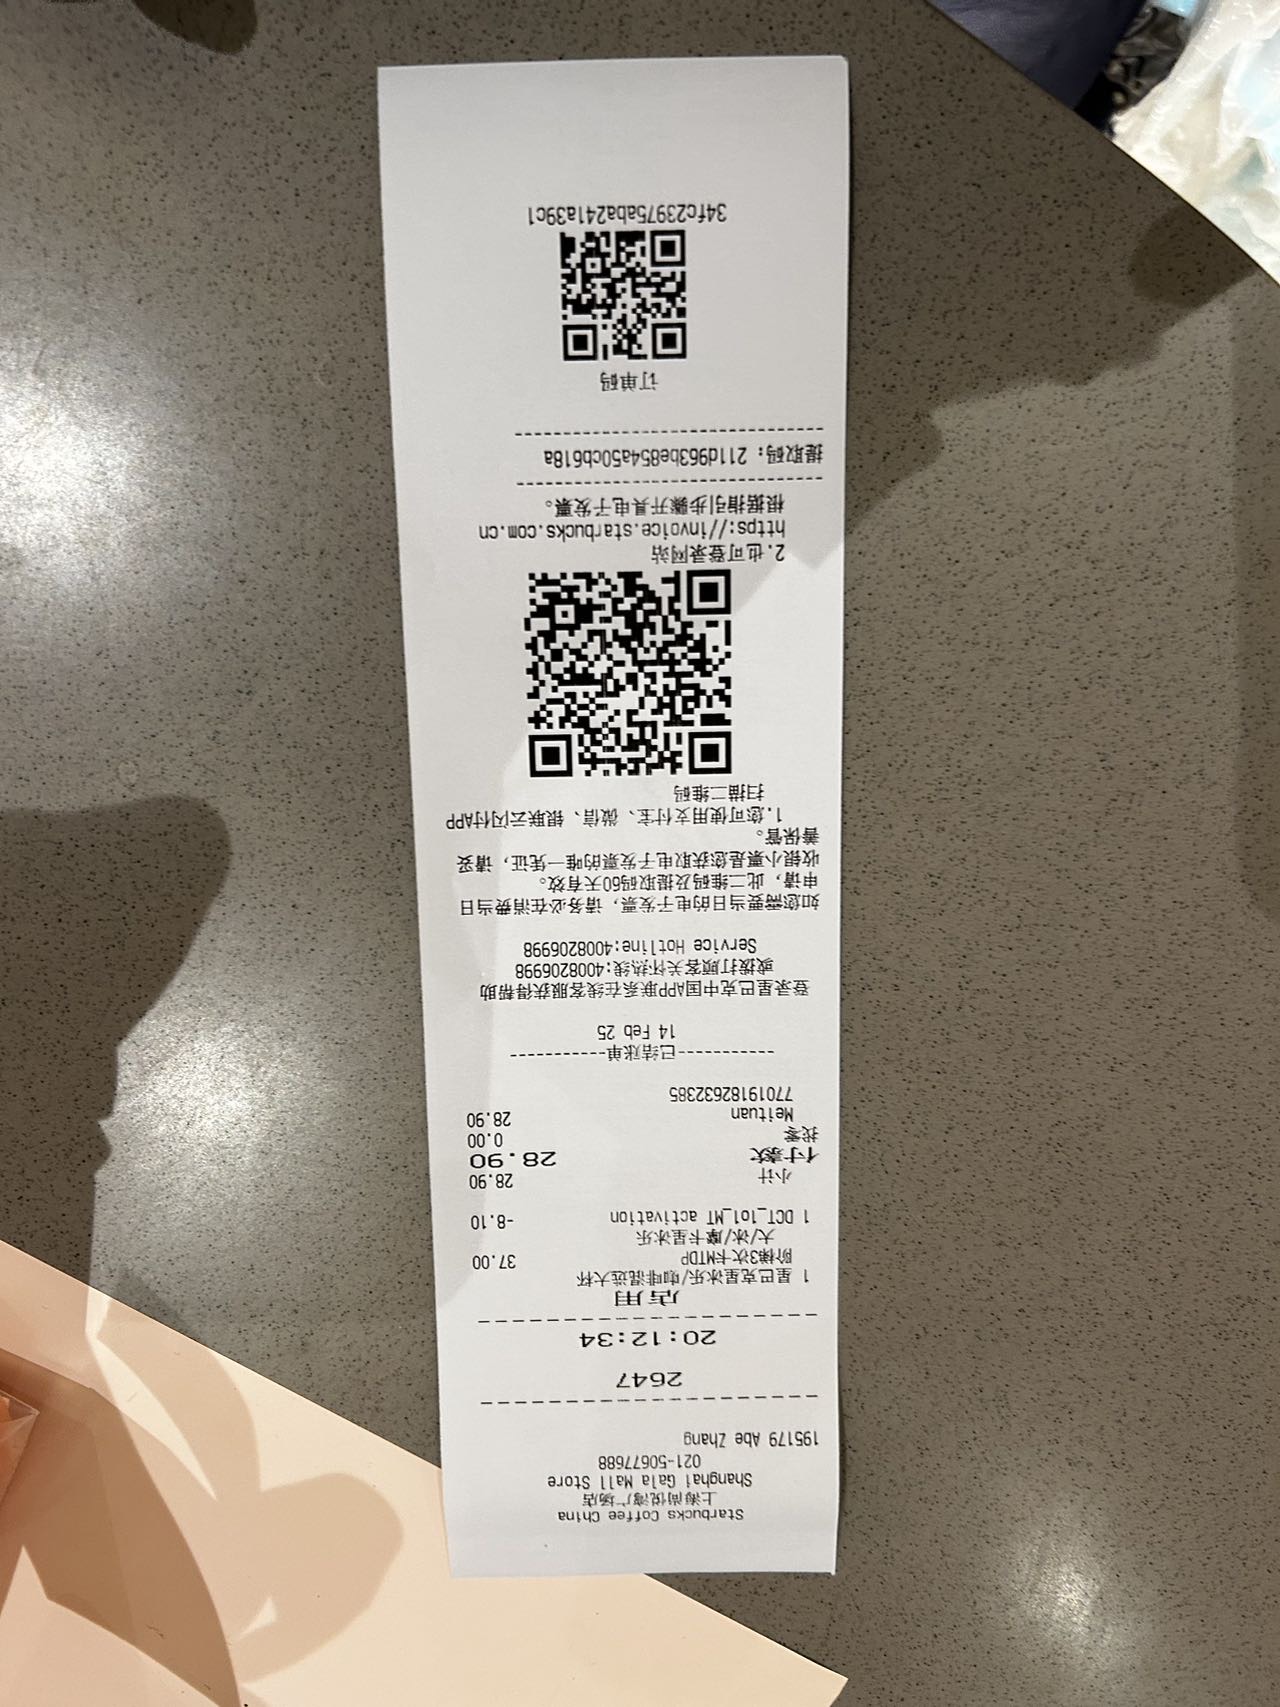 Starbucks Coffee China
上海尚悦湾广场店
Shanghai Gala Mall Store
021-50677688
195179 Abe Zhang
2647
20:12:34
店用
1 星巴克星冰乐/咖啡混选大杯
阶梯3次卡MTDP 37.00
大/冰/摩卡星冰乐
1 DCT_1o1_MT activation -8.10
小计 28.90
付款 28.90
找零 0.00
Meituan 28.90
77019182632385
------------已结账单------------
14 Feb 25
登录星巴克中国APP联系在线客服获得帮助
或拨打顾客关怀热线:4008206998
Service Hotline:4008206998
如您需要当日的电子发票，请务必在消费当日
申请，此二维码及提取码60天有效。
收银小票是您获取电子发票的唯一凭证，请妥
善保管。
1.您可使用支付宝、微信、银联云闪付APP
扫描二维码
2.也可登录网站
https://invoice.starbucks.com.cn
根据指引步骤开具电子发票。
提取码: 211d963be854a50cb618a
订单码
34fc23975aba241a39c1